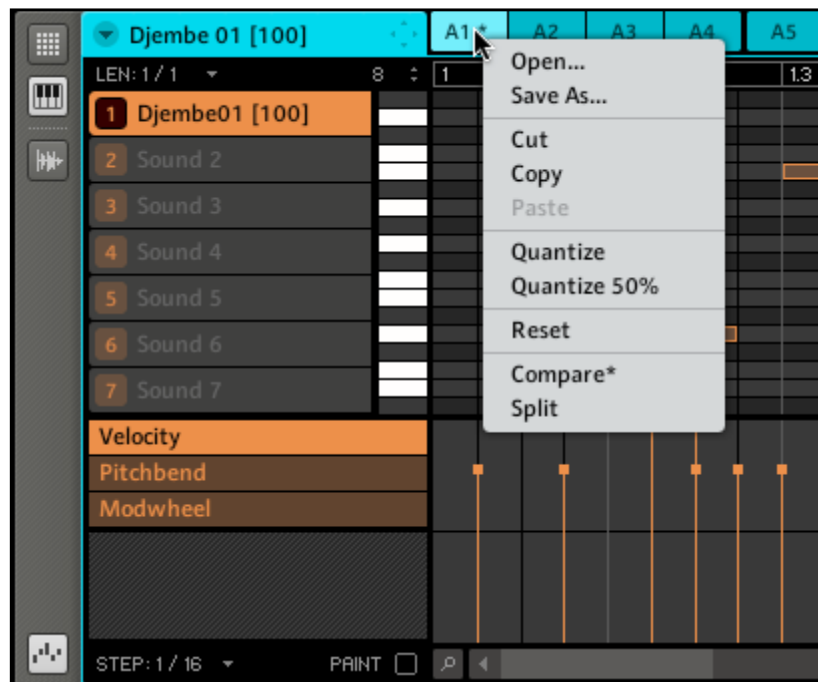 Djembe 01 [100]
A1* A2 A3 A4 A5
LEN: 1 / 1 8 1 1.3
1 Djembe01 [100]
2 Sound 2
3 Sound 3
4 Sound 4
5 Sound 5
6 Sound 6
7 Sound 7
Open...
Save As...
Cut
Copy
Paste
Quantize
Quantize 50%
Reset
Compare*
Split
Velocity
Pitchbend
Modwheel
STEP: 1 / 16 PAINT